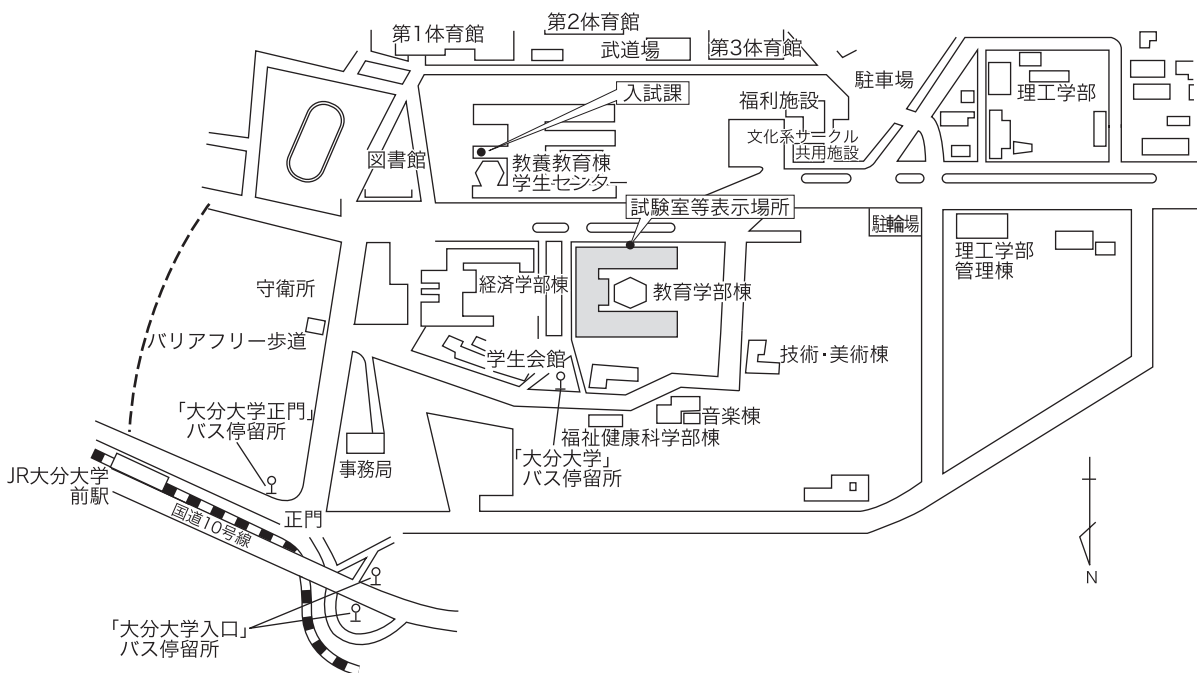 第1体育館
第2体育館
武道場
第3体育館
駐車場
入試課
福利施設
理工学部
文化系サークル
共用施設
図書館
教養教育棟
学生センター
試験室等表示場所
駐輪場
理工学部
管理棟
守衛所
経済学部棟
教育学部棟
バリアフリー歩道
学生会館
技術・美術棟
「大分大学正門」
バス停留所
音楽棟
福祉健康科学部棟
事務局
「大分大学」
バス停留所
JR大分大学
前駅
国道10号線
正門
N
「大分大学入口」
バス停留所